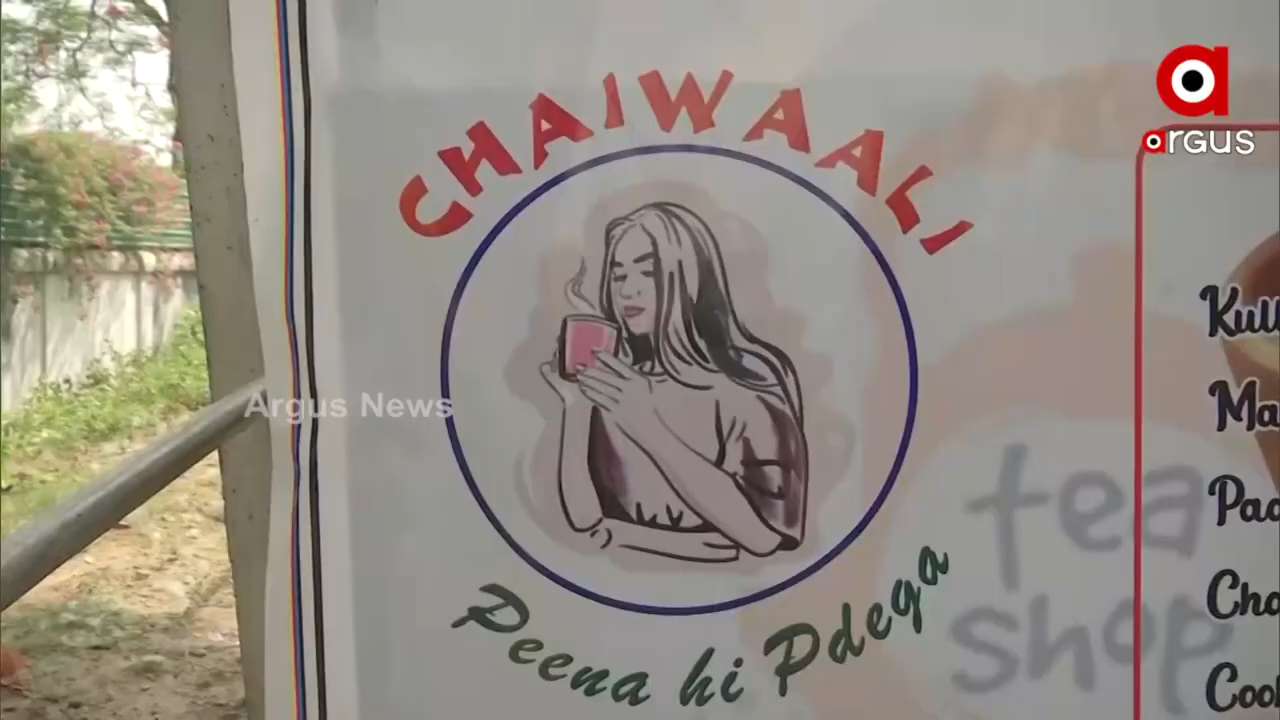 CHAIWAALI
Peena hi Pdega
tea
shop
argus
Argus News